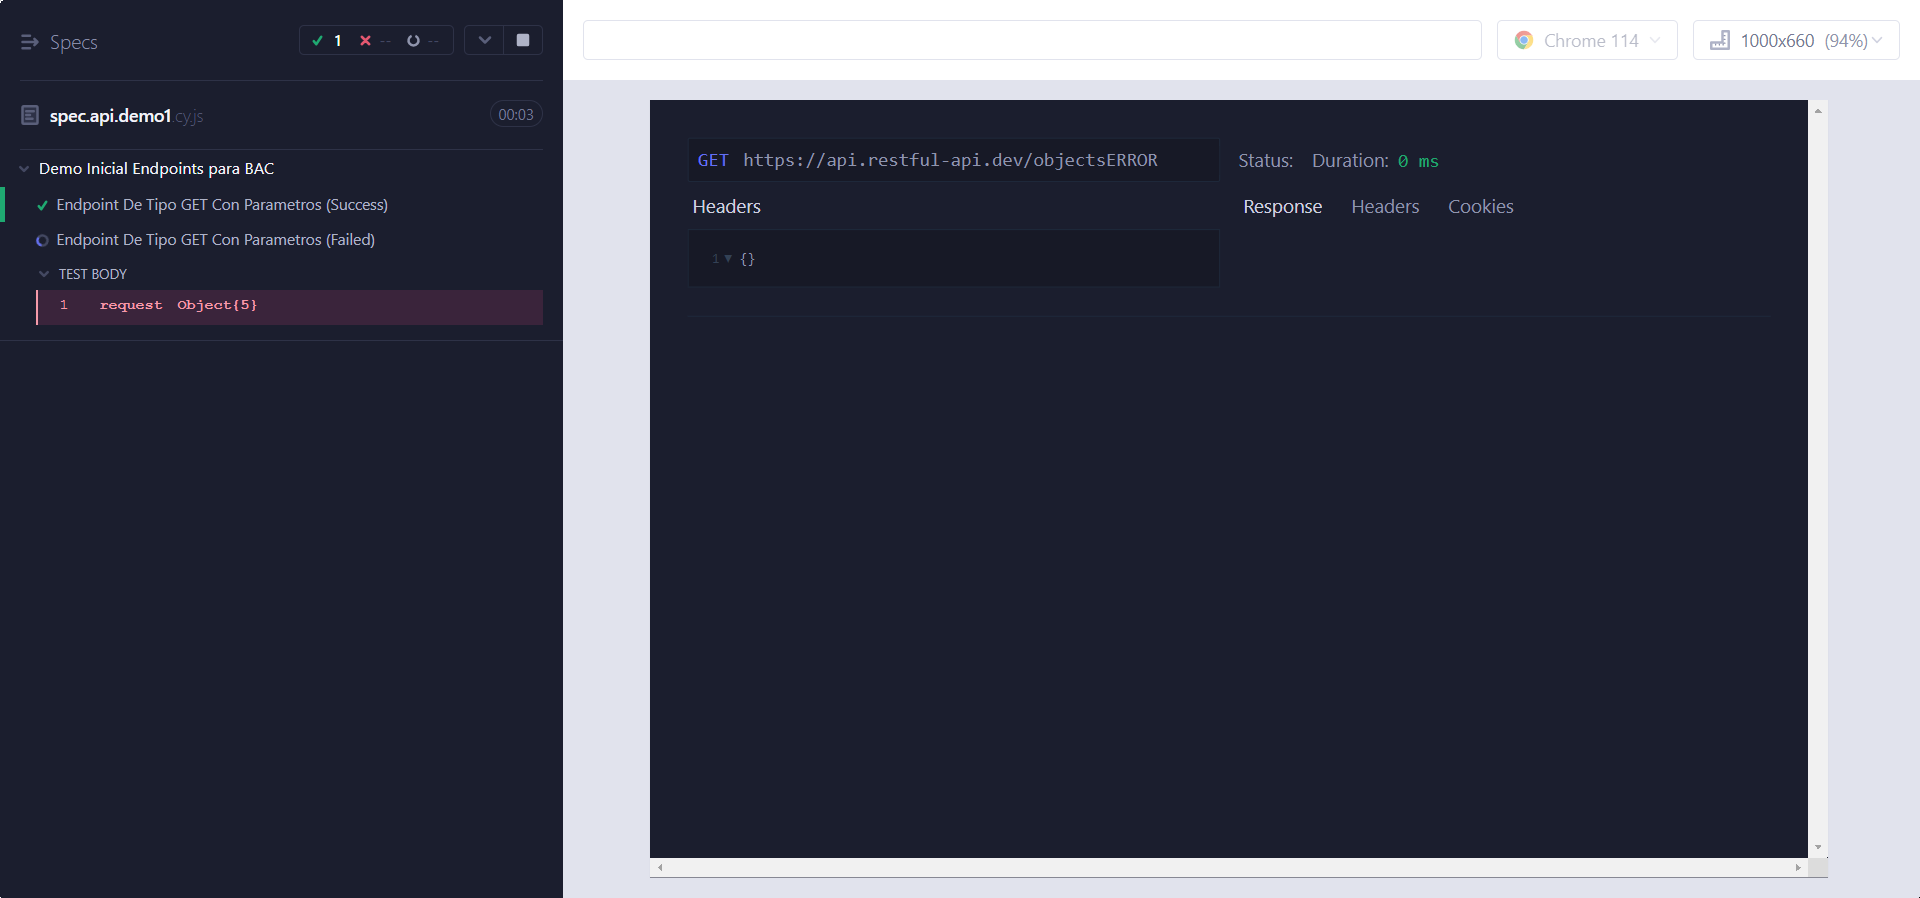 Specs
1 -- --
spec.api.demo1.cy.js
00:03
Demo Inicial Endpoints para BAC
Endpoint De Tipo GET Con Parametros (Success)
Endpoint De Tipo GET Con Parametros (Failed)
TEST BODY
1 request Object{5}
Chrome 114
1000x660 (94%)
GET https://api.restful-api.dev/objectsERROR
Status: Duration: 0 ms
Headers
Response Headers Cookies
1 {}